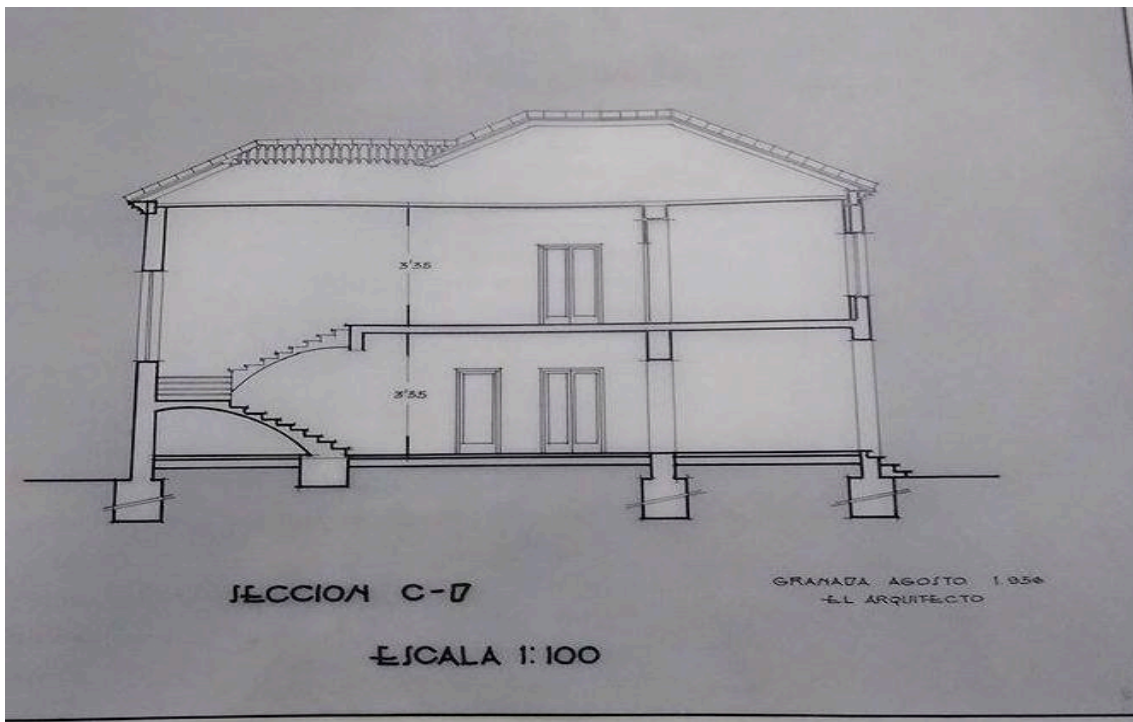 3'35
3'35
SECCION C-D
GRANADA AGOSTO 1.956
EL ARQUITECTO
ESCALA 1:100